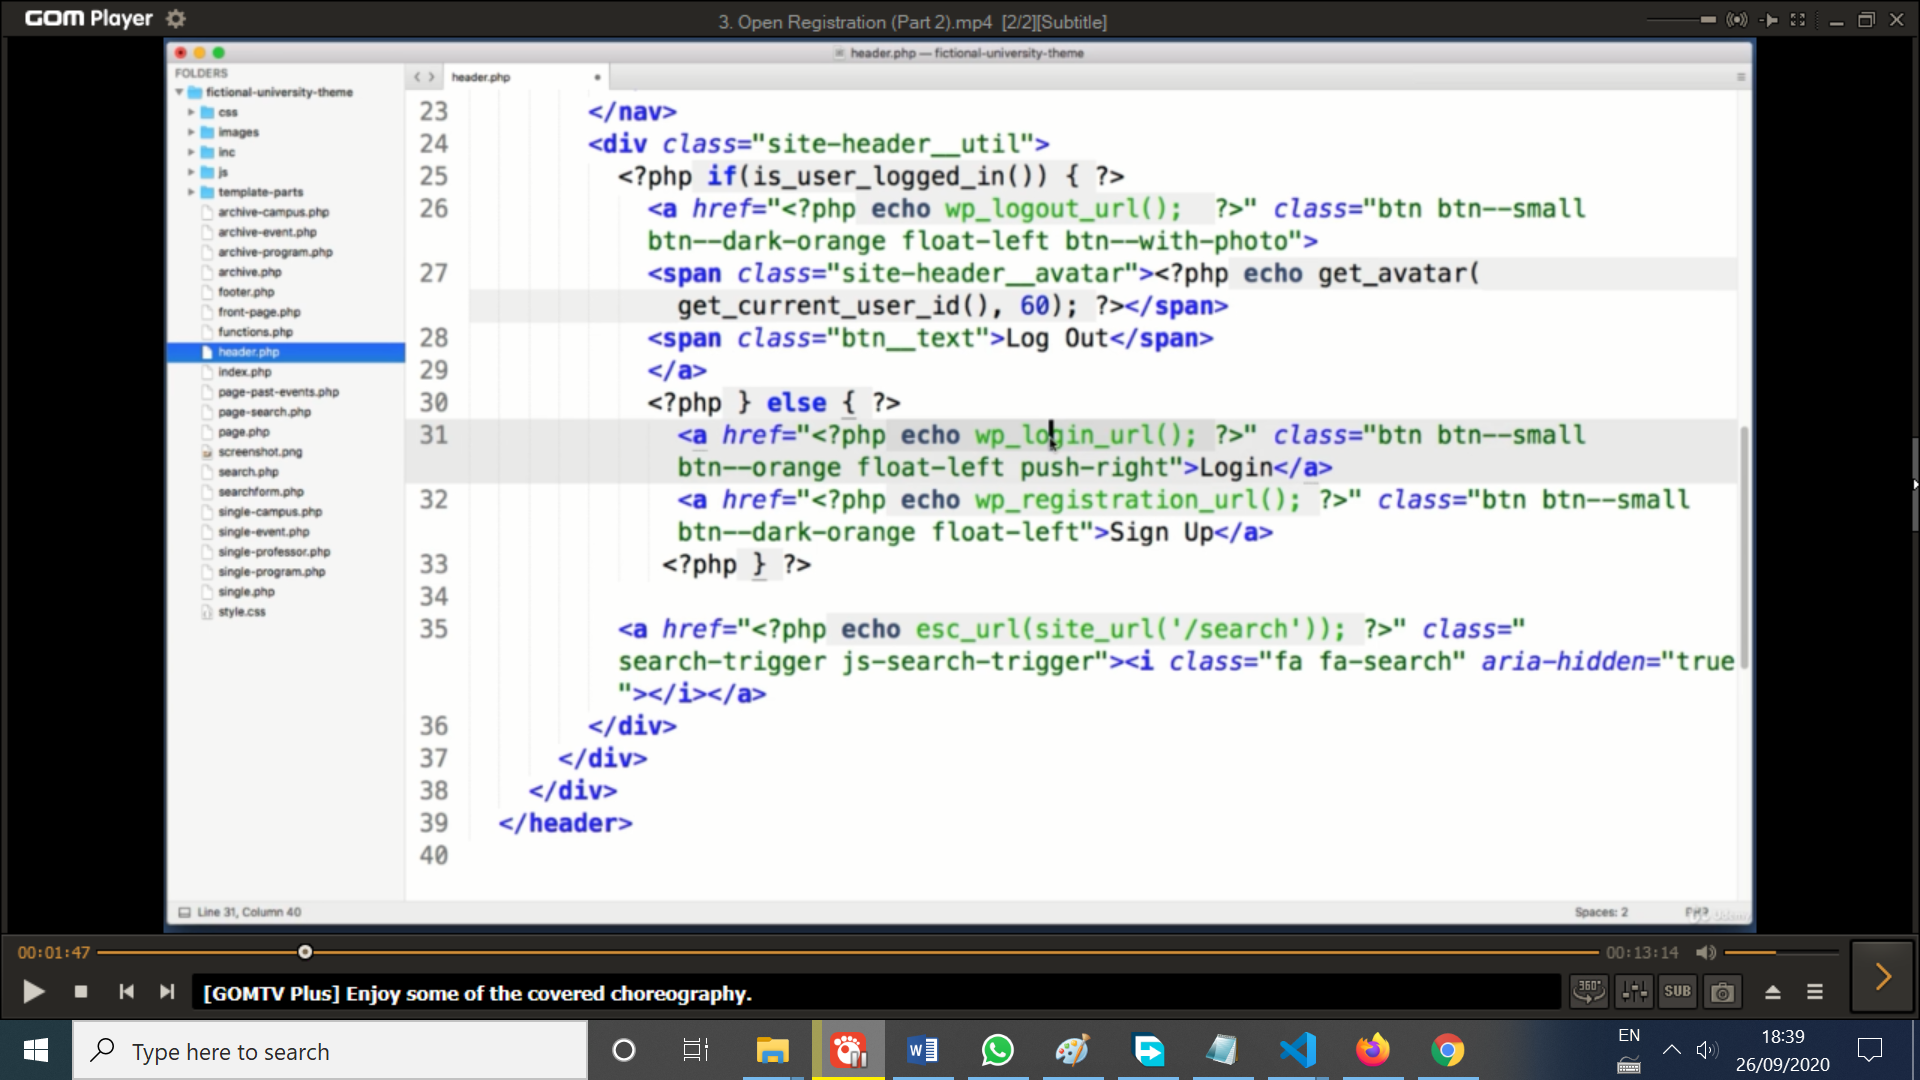 GOM Player
3. Open Registration (Part 2).mp4 [2/2][Subtitle]
header.php — fictional-university-theme
FOLDERS
fictional-university-theme
css
images
inc
js
template-parts
archive-campus.php
archive-event.php
archive-program.php
archive.php
footer.php
front-page.php
functions.php
header.php
index.php
page-past-events.php
page-search.php
page.php
screenshot.png
search.php
searchform.php
single-campus.php
single-event.php
single-professor.php
single-program.php
single.php
style.css
header.php
23 </nav>
24 <div class="site-header__util">
25 <?php if(is_user_logged_in()) { ?>
26 <a href="<?php echo wp_logout_url(); ?>" class="btn btn--small
btn--dark-orange float-left btn--with-photo">
27 <span class="site-header__avatar"><?php echo get_avatar(
get_current_user_id(), 60); ?></span>
28 <span class="btn__text">Log Out</span>
29 </a>
30 <?php } else { ?>
31 <a href="<?php echo wp_login_url(); ?>" class="btn btn--small
btn--orange float-left push-right">Login</a>
32 <a href="<?php echo wp_registration_url(); ?>" class="btn btn--small
btn--dark-orange float-left">Sign Up</a>
33 <?php } ?>
34
35 <a href="<?php echo esc_url(site_url('/search')); ?>" class="
search-trigger js-search-trigger"><i class="fa fa-search" aria-hidden="true
"></i></a>
36 </div>
37 </div>
38 </div>
39 </header>
40
Line 31, Column 40
Spaces: 2
PHP
00:01:47
00:13:14
[GOMTV Plus] Enjoy some of the covered choreography.
360°
SUB
Type here to search
EN
18:39
26/09/2020